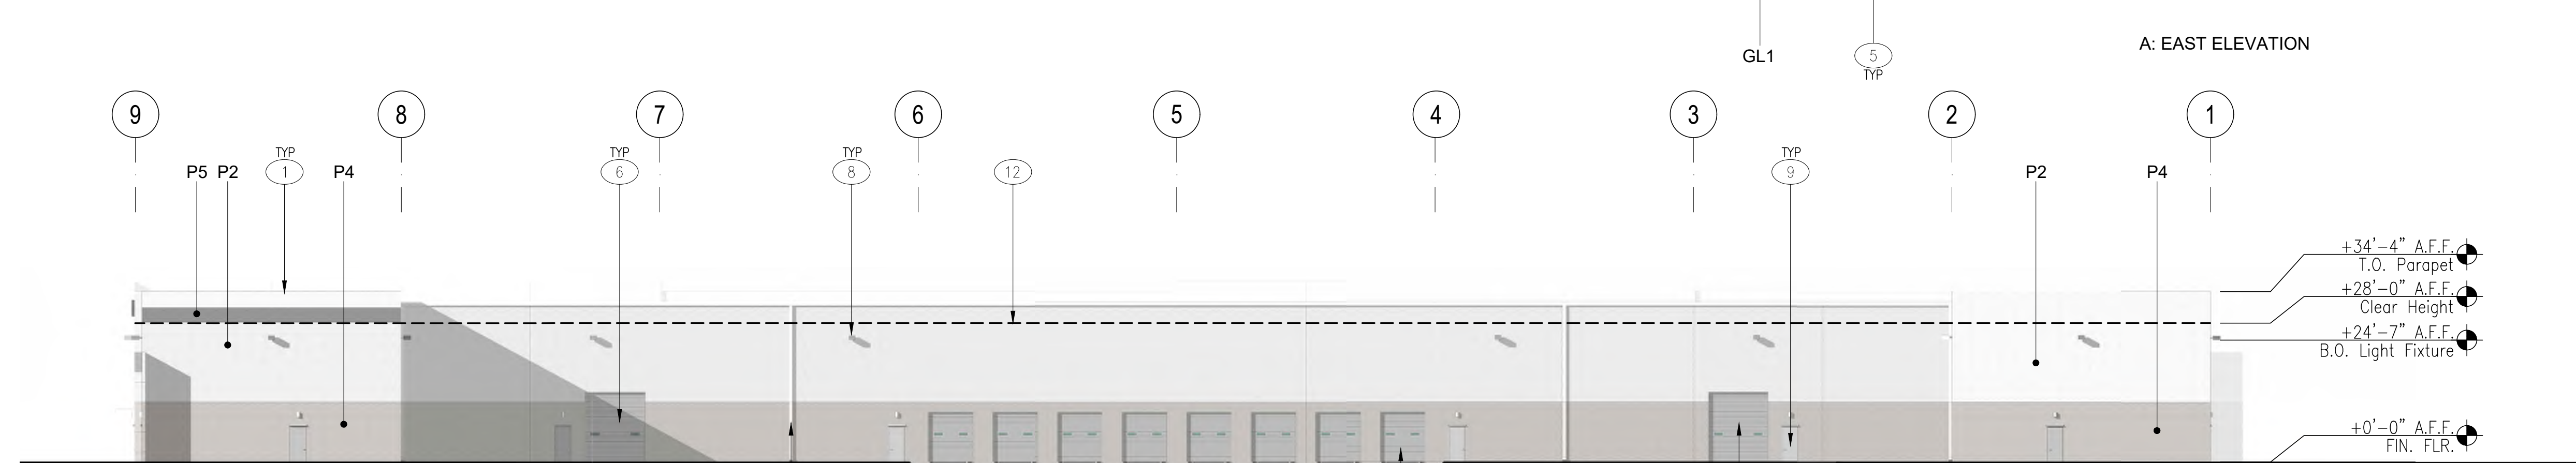 A: EAST ELEVATION
GL1
5
TYP
9
8
7
6
5
4
3
2
1
TYP
TYP
TYP
TYP
P5
P2
1
P4
6
8
12
9
P2
P4
+34'-4" A.F.F.
T.O. Parapet
+28'-0" A.F.F.
Clear Height
+24'-7" A.F.F.
B.O. Light Fixture
+0'-0" A.F.F.
FIN. FLR.